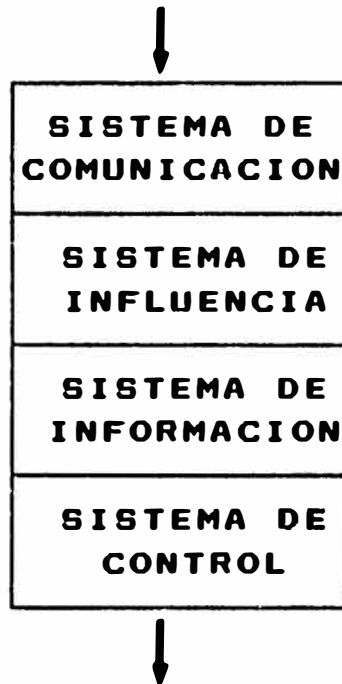 SISTEMA DE
COMUNICACION
SISTEMA DE
INFLUENCIA
SISTEMA DE
INFORMACION
SISTEMA DE
CONTROL